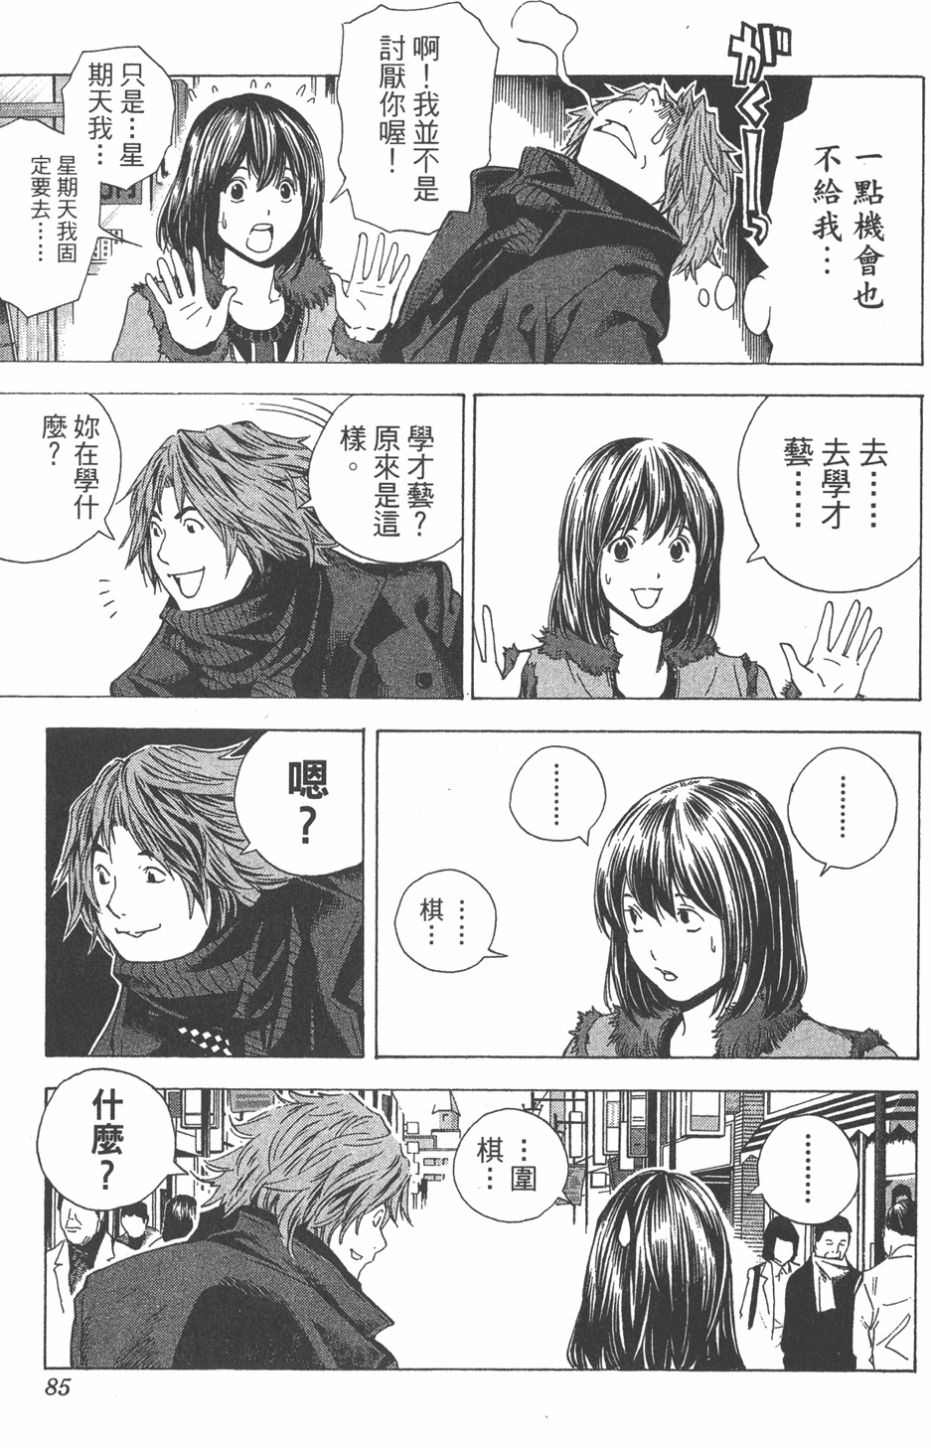 一點機會也
不給我…
ガくーっ
啊！我並不是
討厭你喔！
只是…星
期天我…
星期天我固
定要去……
去……
去學才
藝……
學才藝？
原來是這
樣。
妳在學什
麼？
………
………
……
棋…
嗯？
………
…圍
棋…
什麼？
85